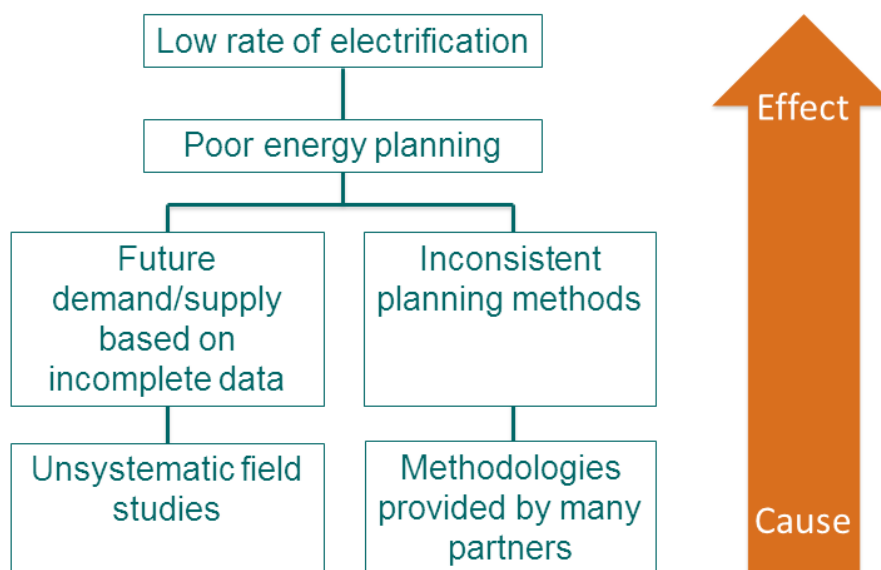 Low rate of electrification
Effect
Poor energy planning
Future
demand/supply
based on
incomplete data
Inconsistent
planning methods
Unsystematic field
studies
Methodologies
provided by many
partners
Cause